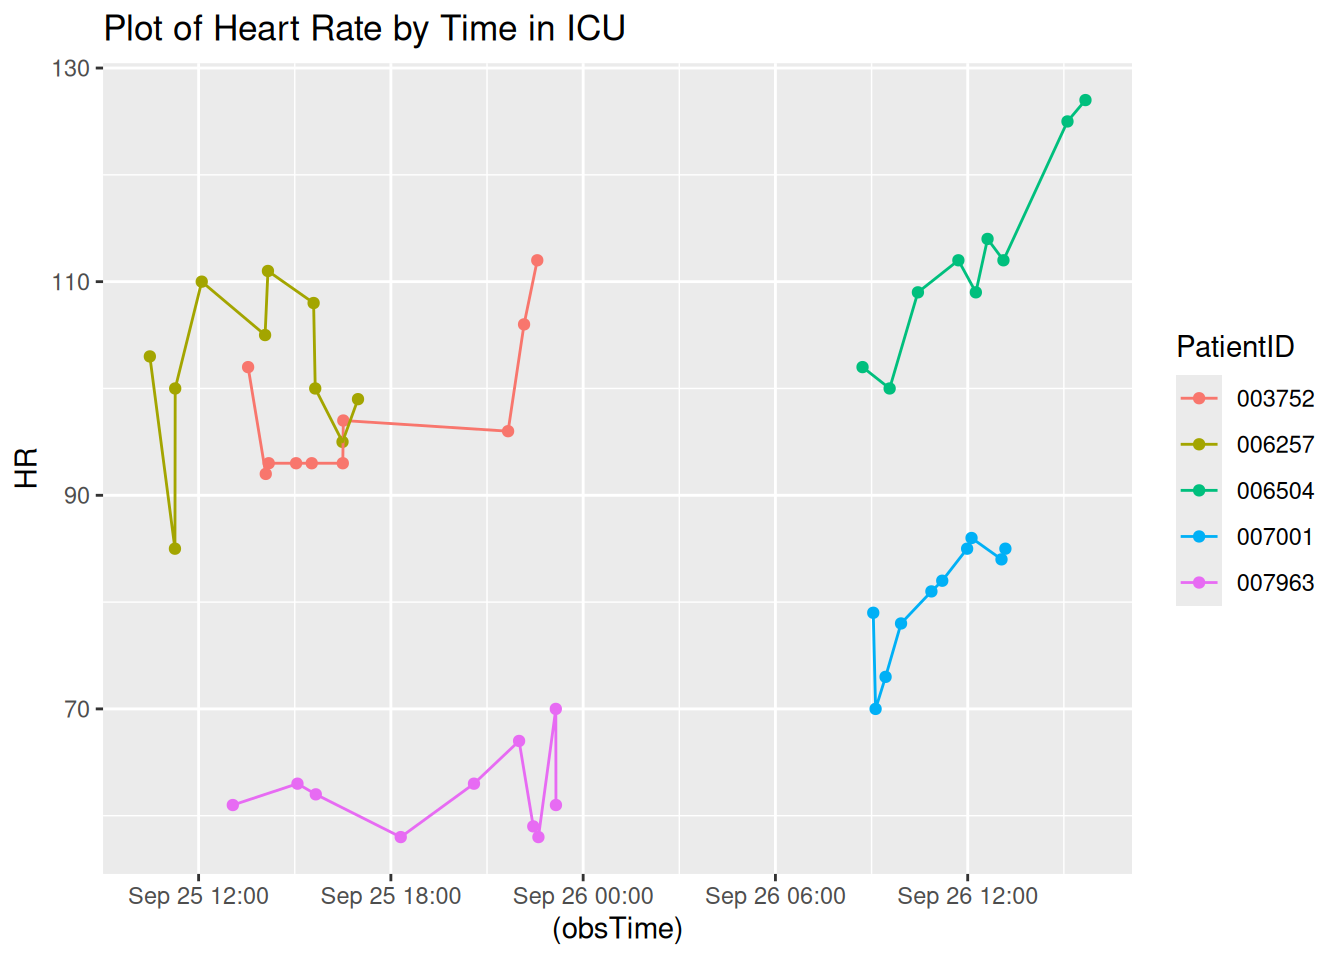 Plot of Heart Rate by Time in ICU
130
110
90
70
HR
Sep 25 12:00 Sep 25 18:00 Sep 26 00:00 Sep 26 06:00 Sep 26 12:00
(obsTime)
PatientID
003752
006257
006504
007001
007963